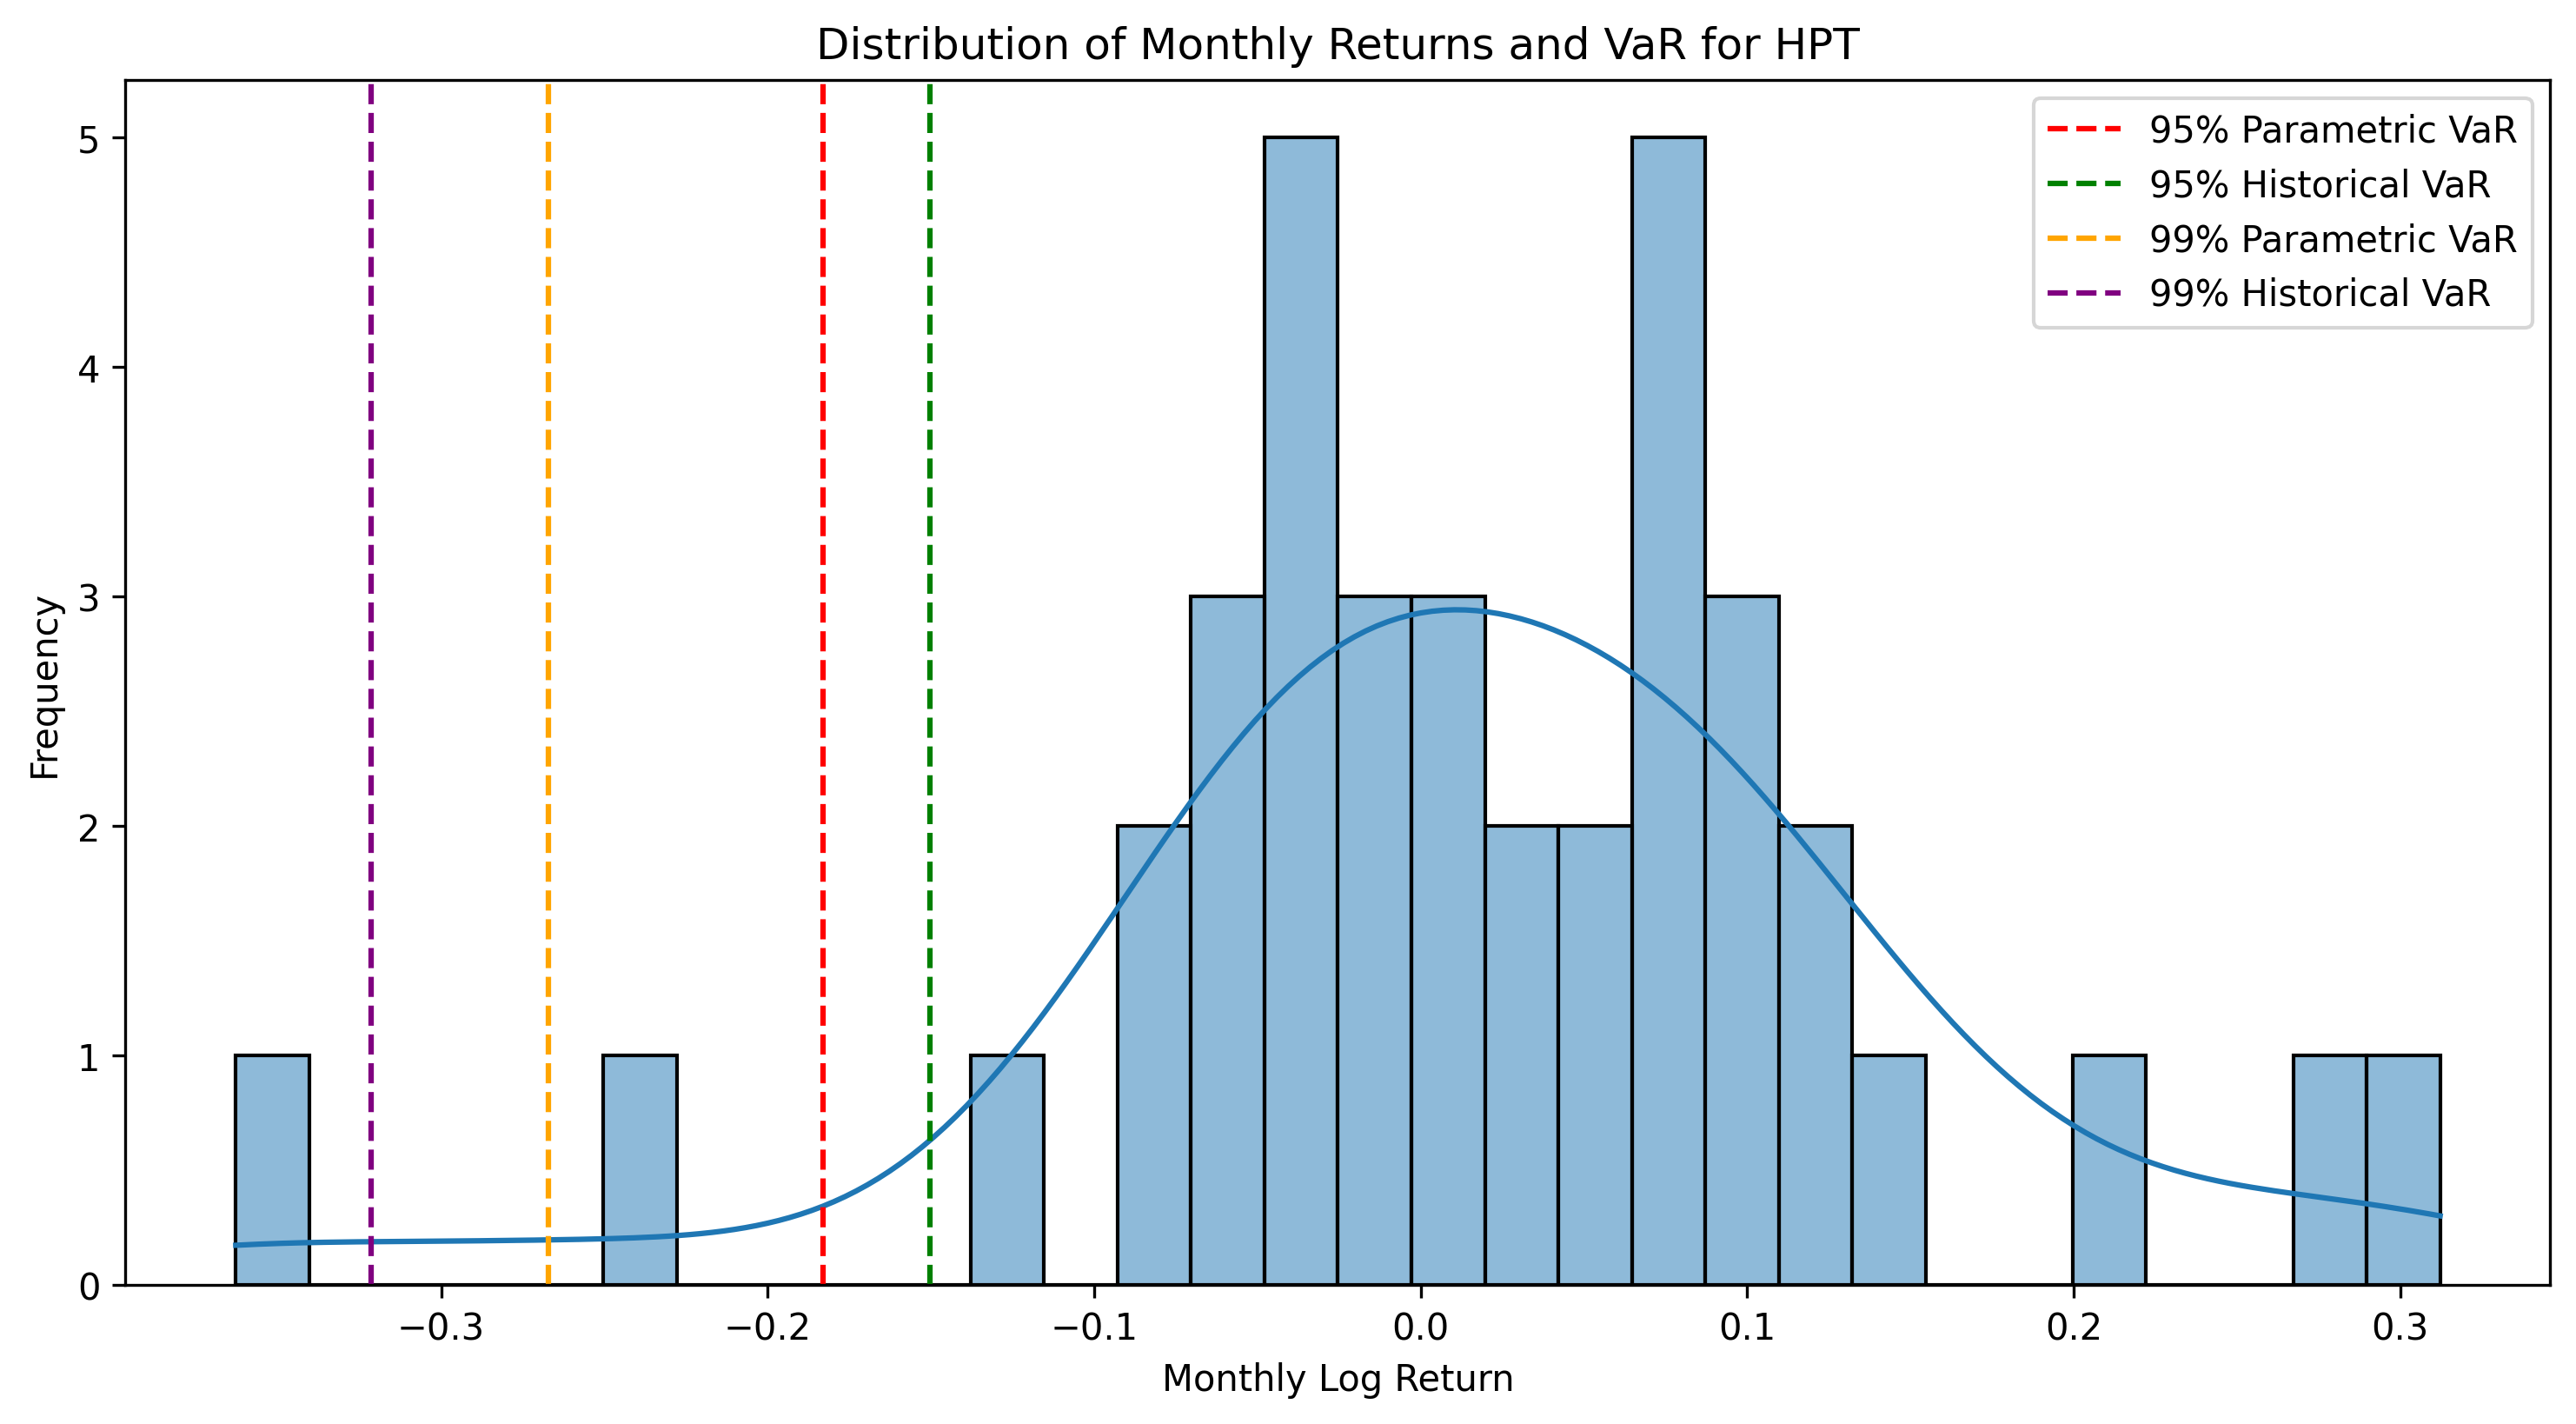 Distribution of Monthly Returns and VaR for HPT
95% Parametric VaR
95% Historical VaR
99% Parametric VaR
99% Historical VaR
5
4
3
2
1
0
Frequency
−0.3
−0.2
−0.1
0.0
0.1
0.2
0.3
Monthly Log Return